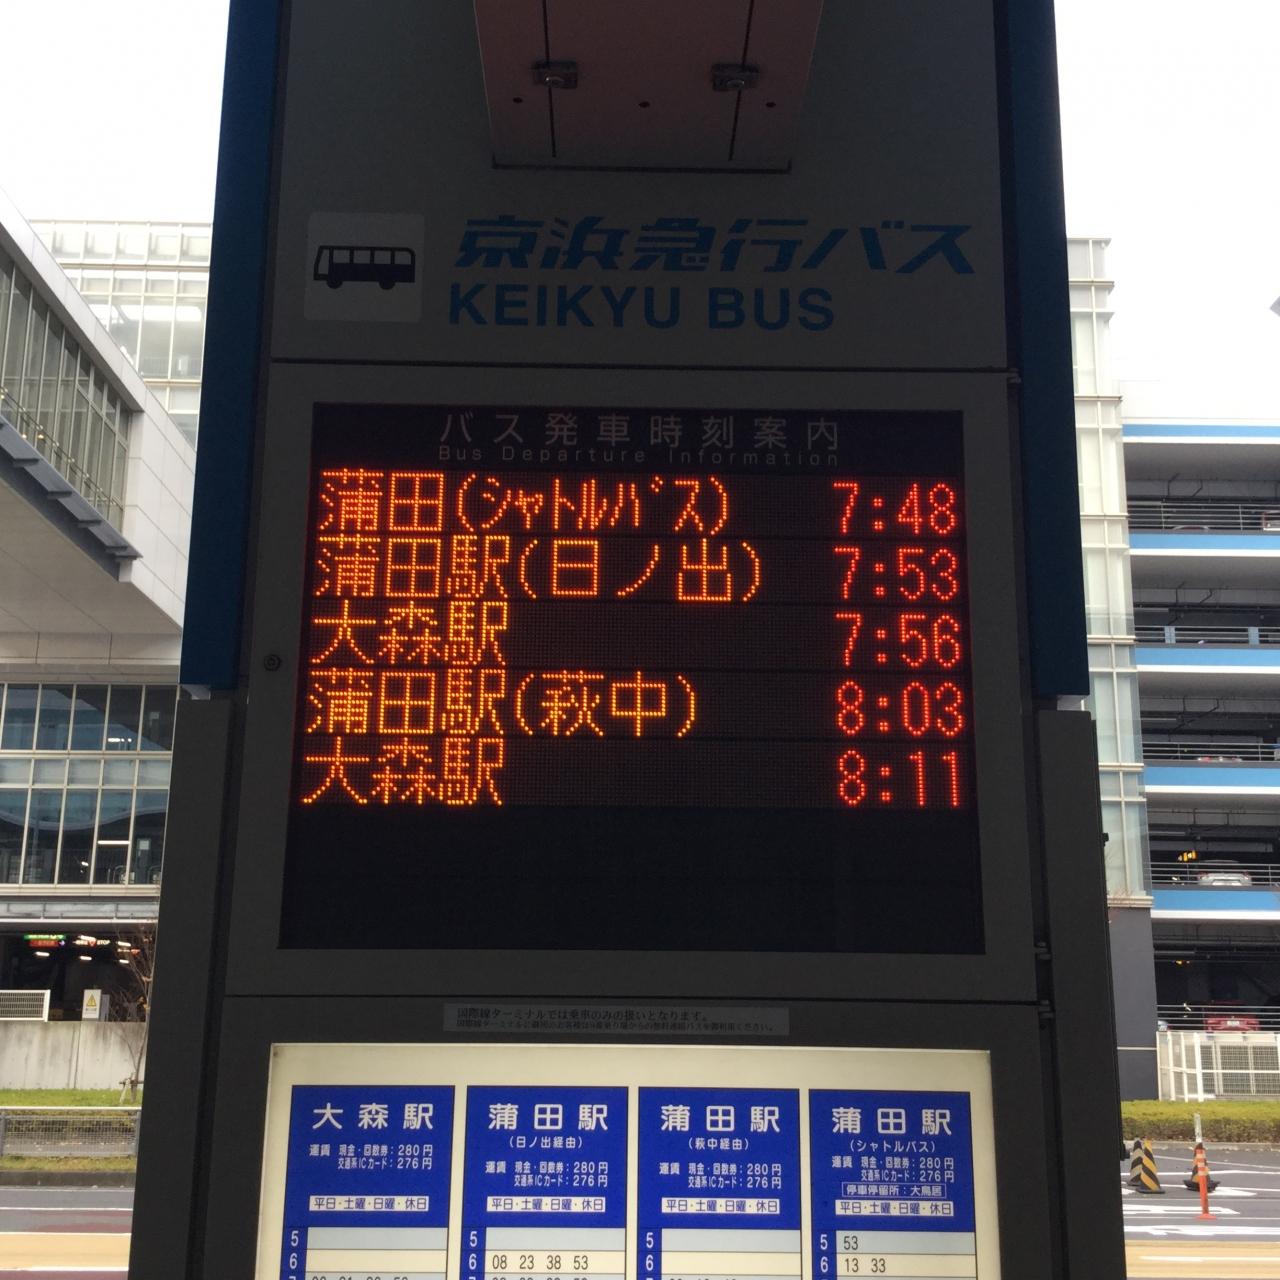 京浜急行バス
KEIKYU BUS
バス発車時刻案内
Bus Departure Information
蒲田(シャトルバス) 7:48
蒲田駅(日ノ出) 7:53
大森駅 7:56
蒲田駅(萩中) 8:03
大森駅 8:11
国際線ターミナルでは乗車のみの扱いとなります。
大森駅
運賃 現金・回数券:280円
交通系ICカード:276円
平日・土曜・日曜・休日
5
6
蒲田駅
(日ノ出経由)
運賃 現金・回数券:280円
交通系ICカード:276円
平日・土曜・日曜・休日
5
6 08 23 38 53
蒲田駅
(萩中経由)
運賃 現金・回数券:280円
交通系ICカード:276円
平日・土曜・日曜・休日
5
6
蒲田駅
(シャトルバス)
運賃 現金・回数券:280円
交通系ICカード:276円
停車停留所:大鳥居
平日・土曜・日曜・休日
5 53
6 13 33